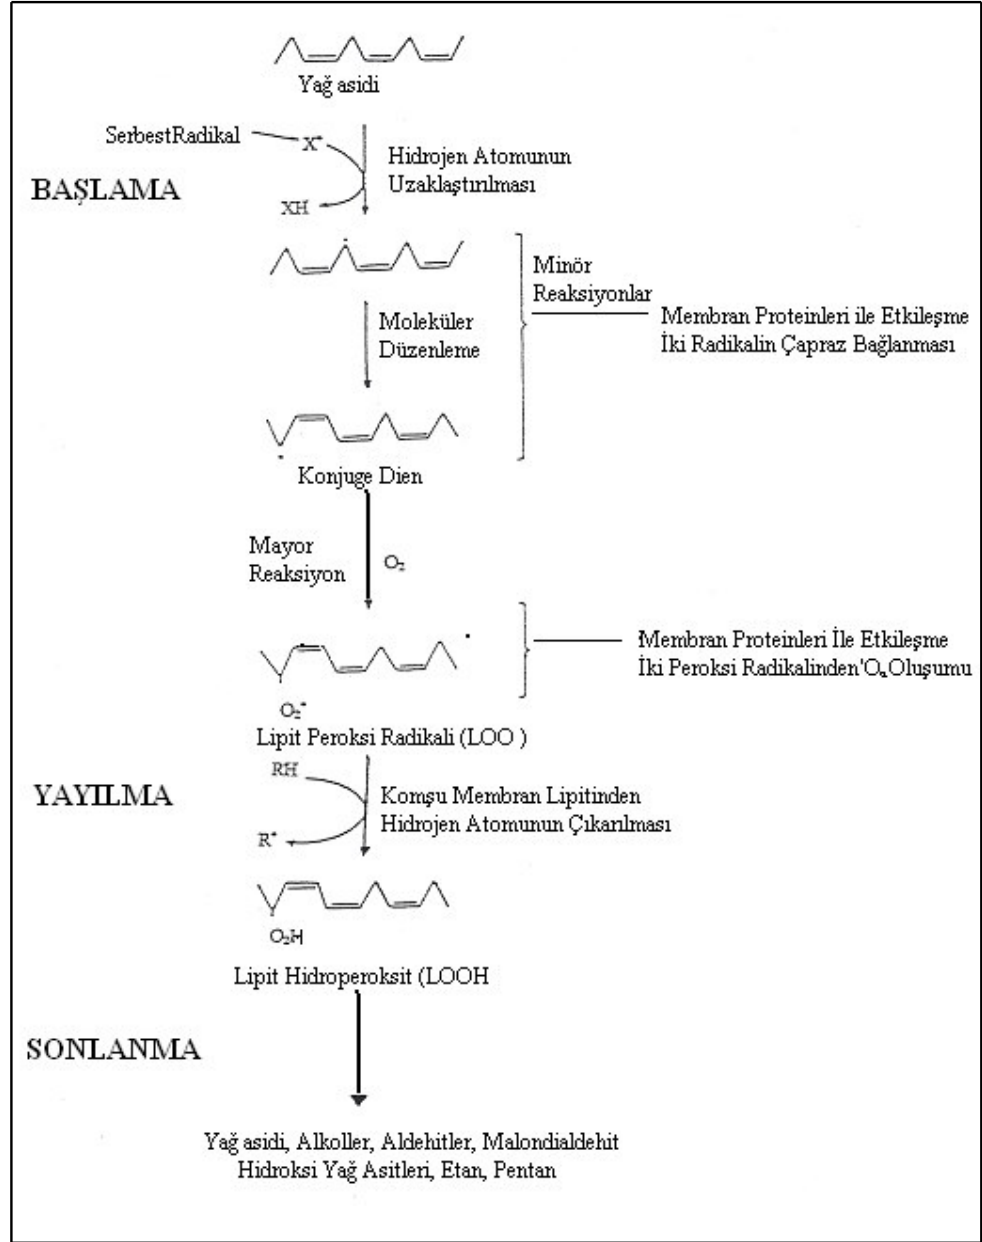 Yağ asidi
SerbestRadikal
X•
Hidrojen Atomunun
Uzaklaştırılması
BAŞLAMA
XH
Minör
Reaksiyonlar
Membran Proteinleri ile Etkileşme
İki Radikalin Çapraz Bağlanması
Moleküler
Düzenleme
Konjuge Dien
Mayor
Reaksiyon
O₂
Membran Proteinleri İle Etkileşme
İki Peroksi Radikalinden'O₂Oluşumu
O₂•
Lipit Peroksi Radikali (LOO )
RH
YAYILMA
Komşu Membran Lipitinden
Hidrojen Atomunun Çıkarılması
R•
O₂H
Lipit Hidroperoksit (LOOH
SONLANMA
Yağ asidi, Alkoller, Aldehitler, Malondialdehit
Hidroksi Yağ Asitleri, Etan, Pentan